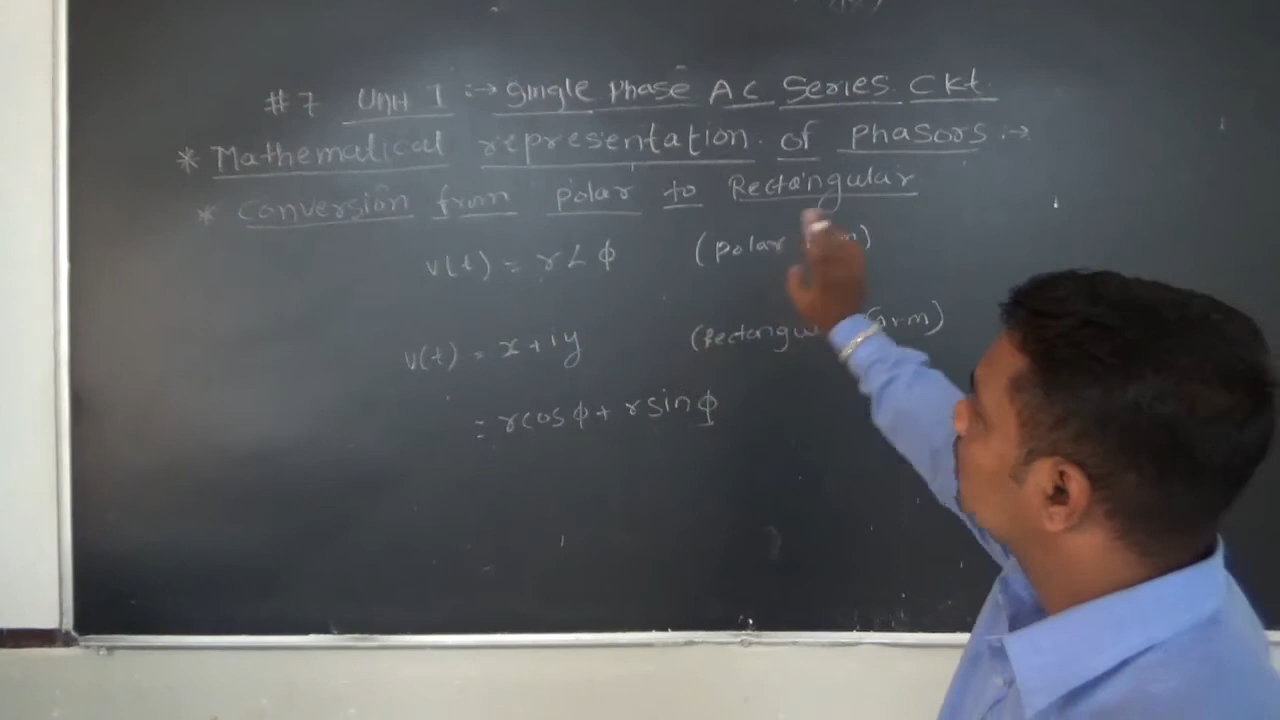 #7 Unit I :→ Single Phase AC Series Ckt.
* Mathematical representation of phasors :→
* Conversion from polar to Rectangular
v(t) = r∠ϕ (polar
v(t) = x+iy (Rectangu form)
= rcosϕ + rsinϕ